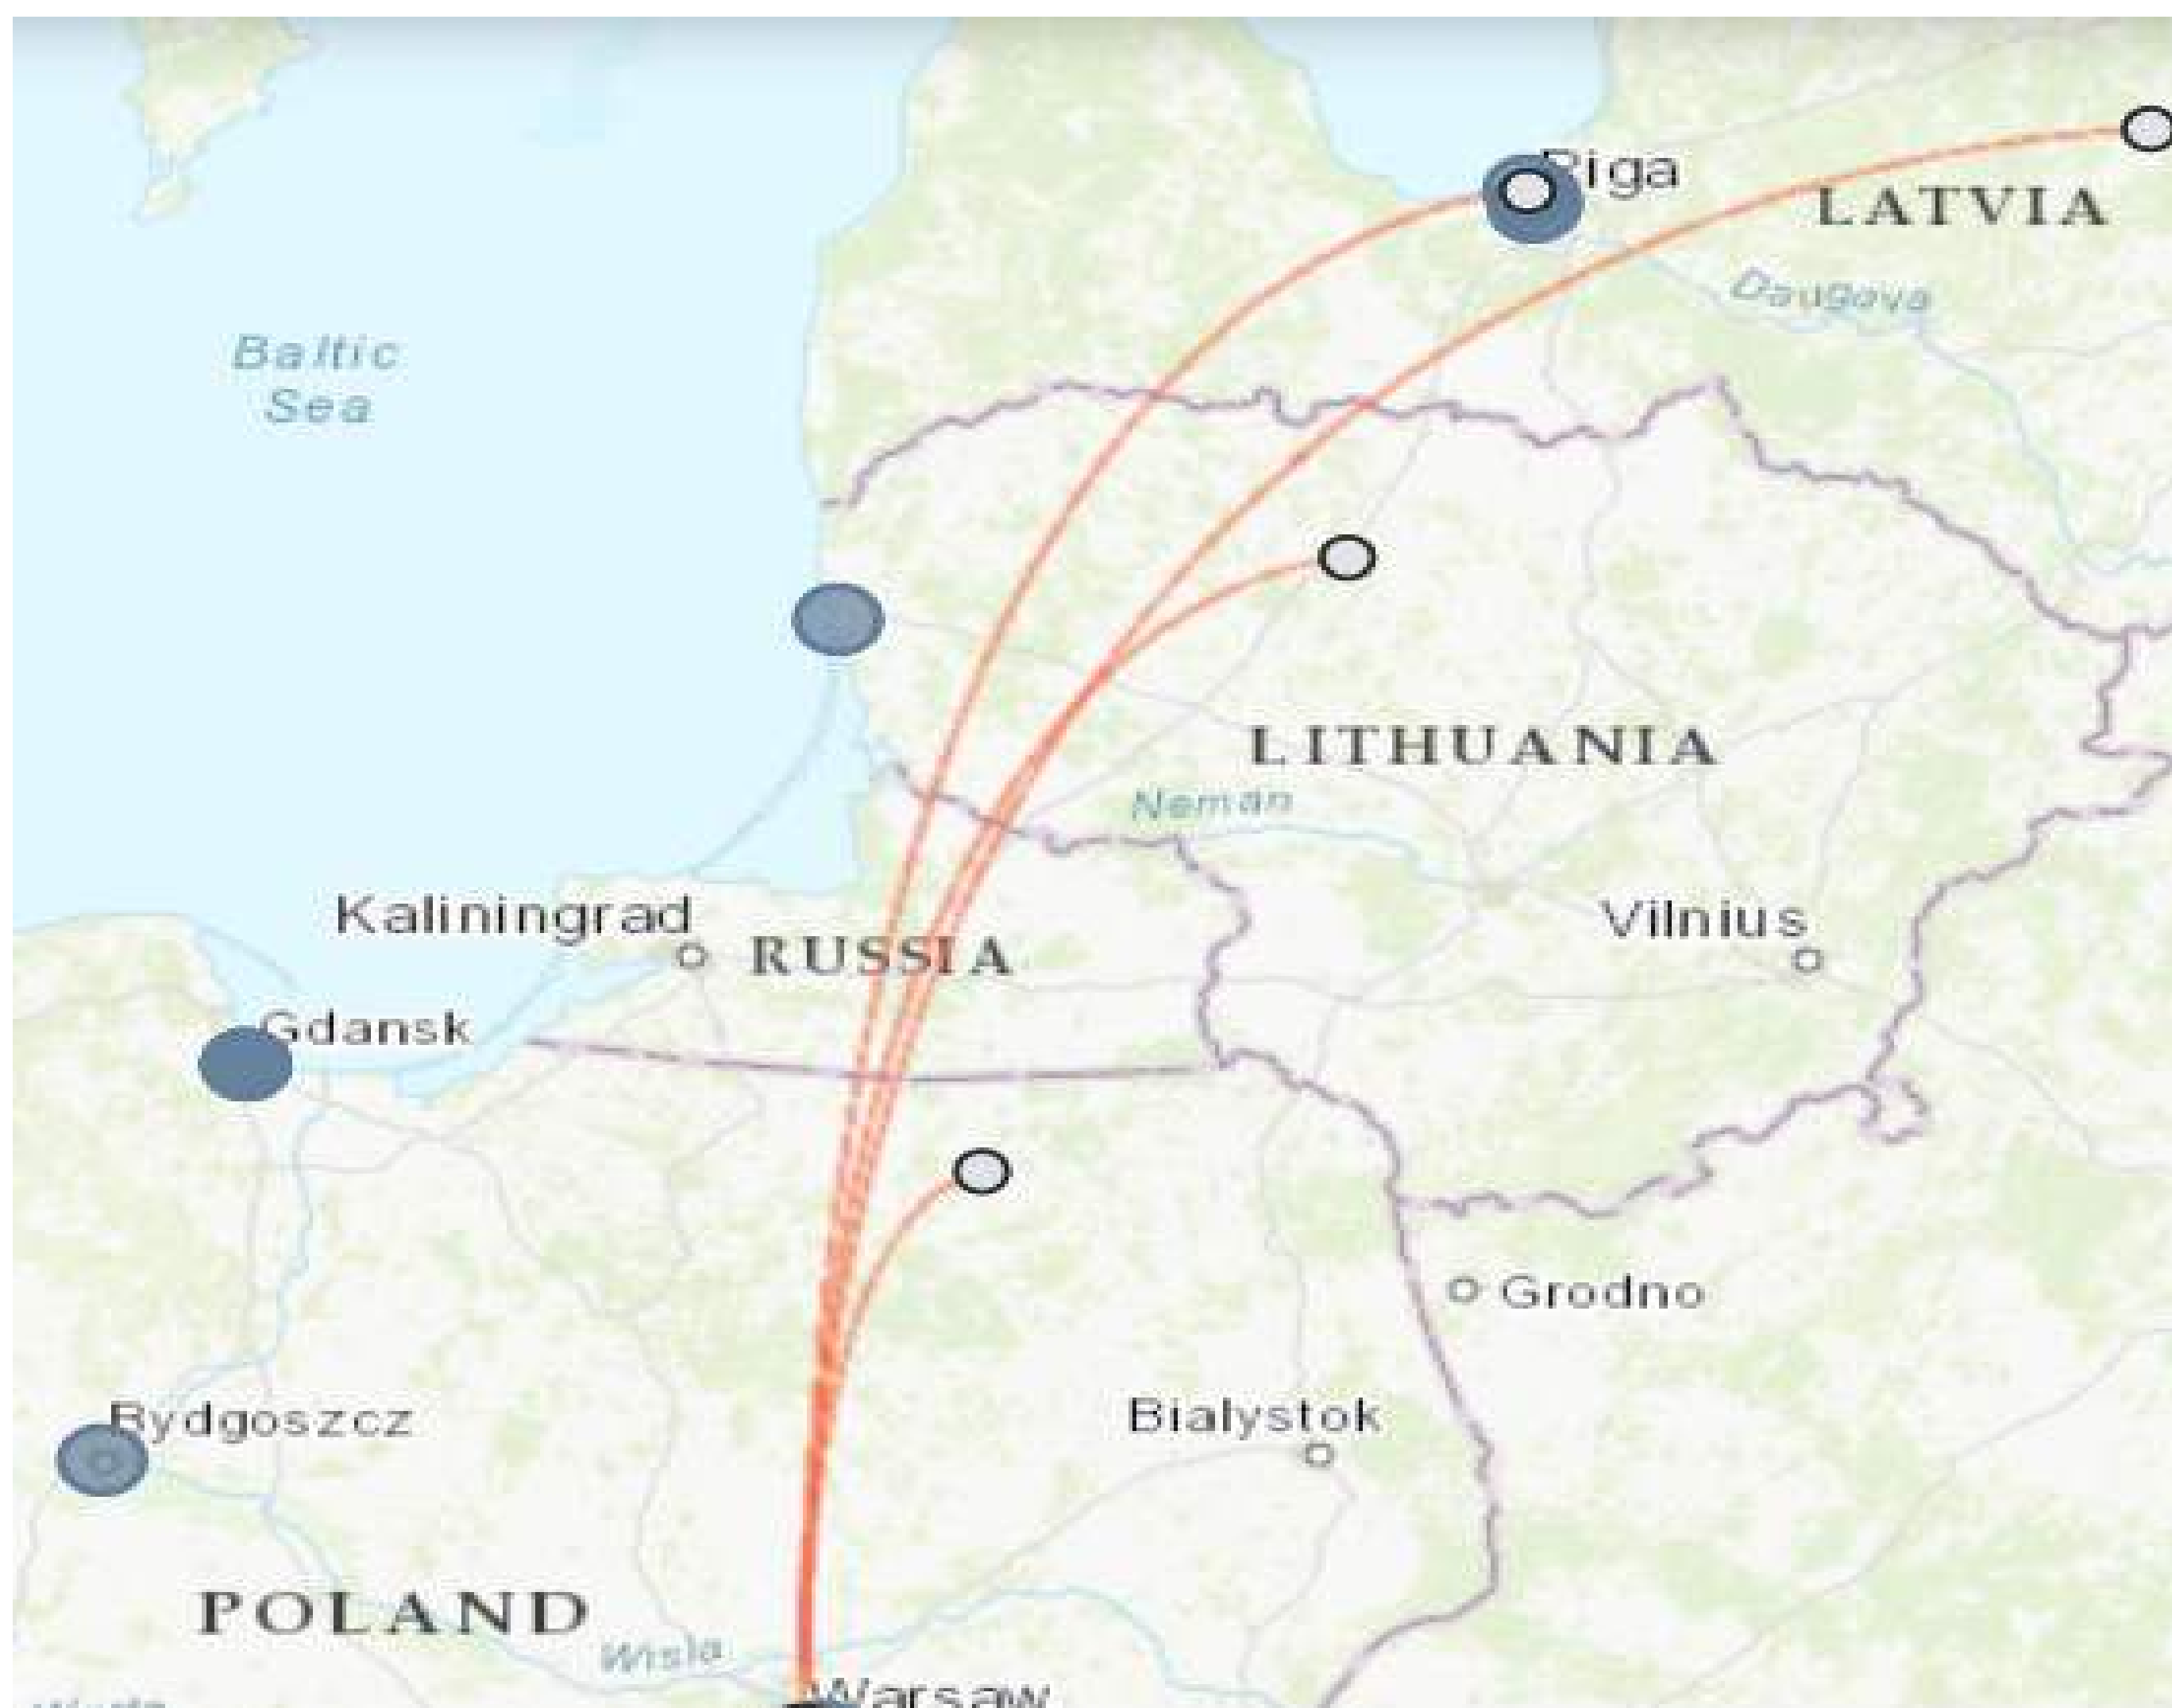 Riga
LATVIA
Daugava
Baltic
Sea
LITHUANIA
Neman
Kaliningrad
RUSSIA
Vilnius
Gdansk
Grodno
Bydgoszcz
Bialystok
POLAND
Wisla
Warsaw